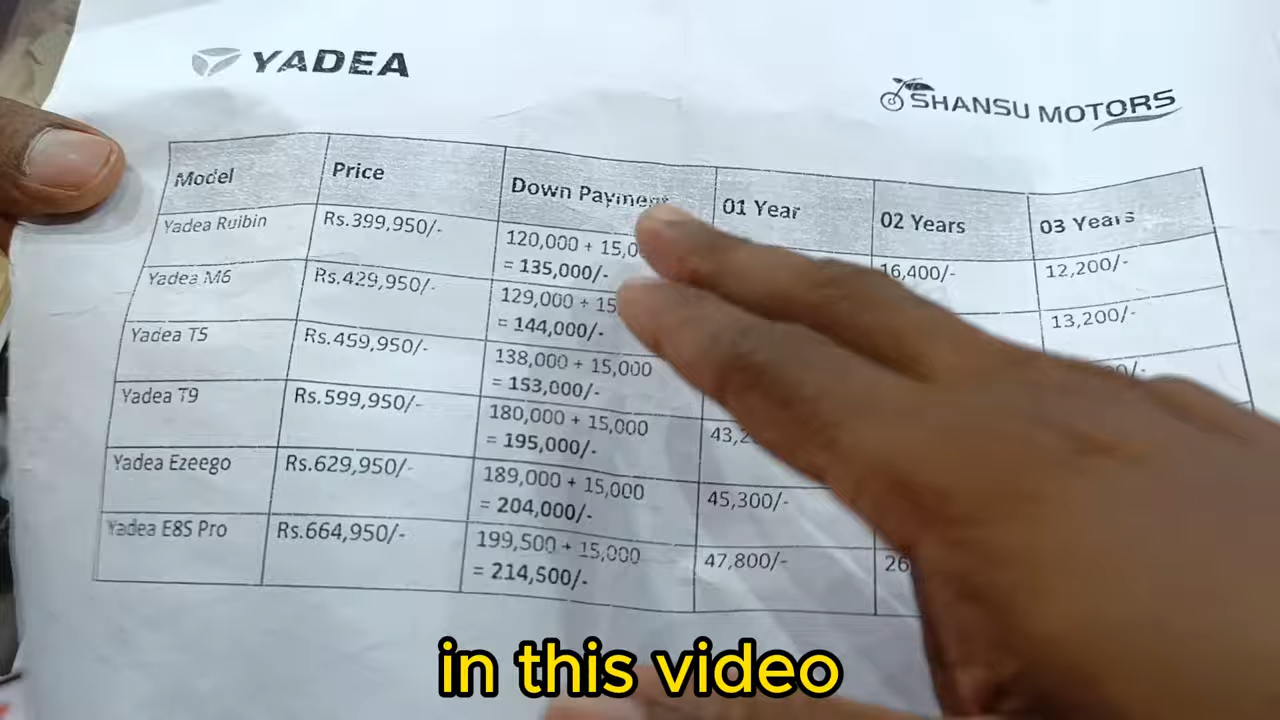 YADEA
SHANSU MOTORS
Model Price Down Payment 01 Year 02 Years 03 Years
Yadea Ruibin Rs.399,950/- 120,000 + 15,0 16,400/- 12,200/-
= 135,000/-
Yadea M6 Rs.429,950/- 129,000 + 15 13,200/-
= 144,000/-
Yadea T5 Rs.459,950/- 138,000 + 15,000
= 153,000/-
Yadea T9 Rs.599,950/- 180,000 + 15,000 43,2
= 195,000/-
Yadea Ezeego Rs.629,950/- 189,000 + 15,000 45,300/-
= 204,000/-
Yadea E8S Pro Rs.664,950/- 199,500 + 15,000 47,800/- 26
= 214,500/-
in this video